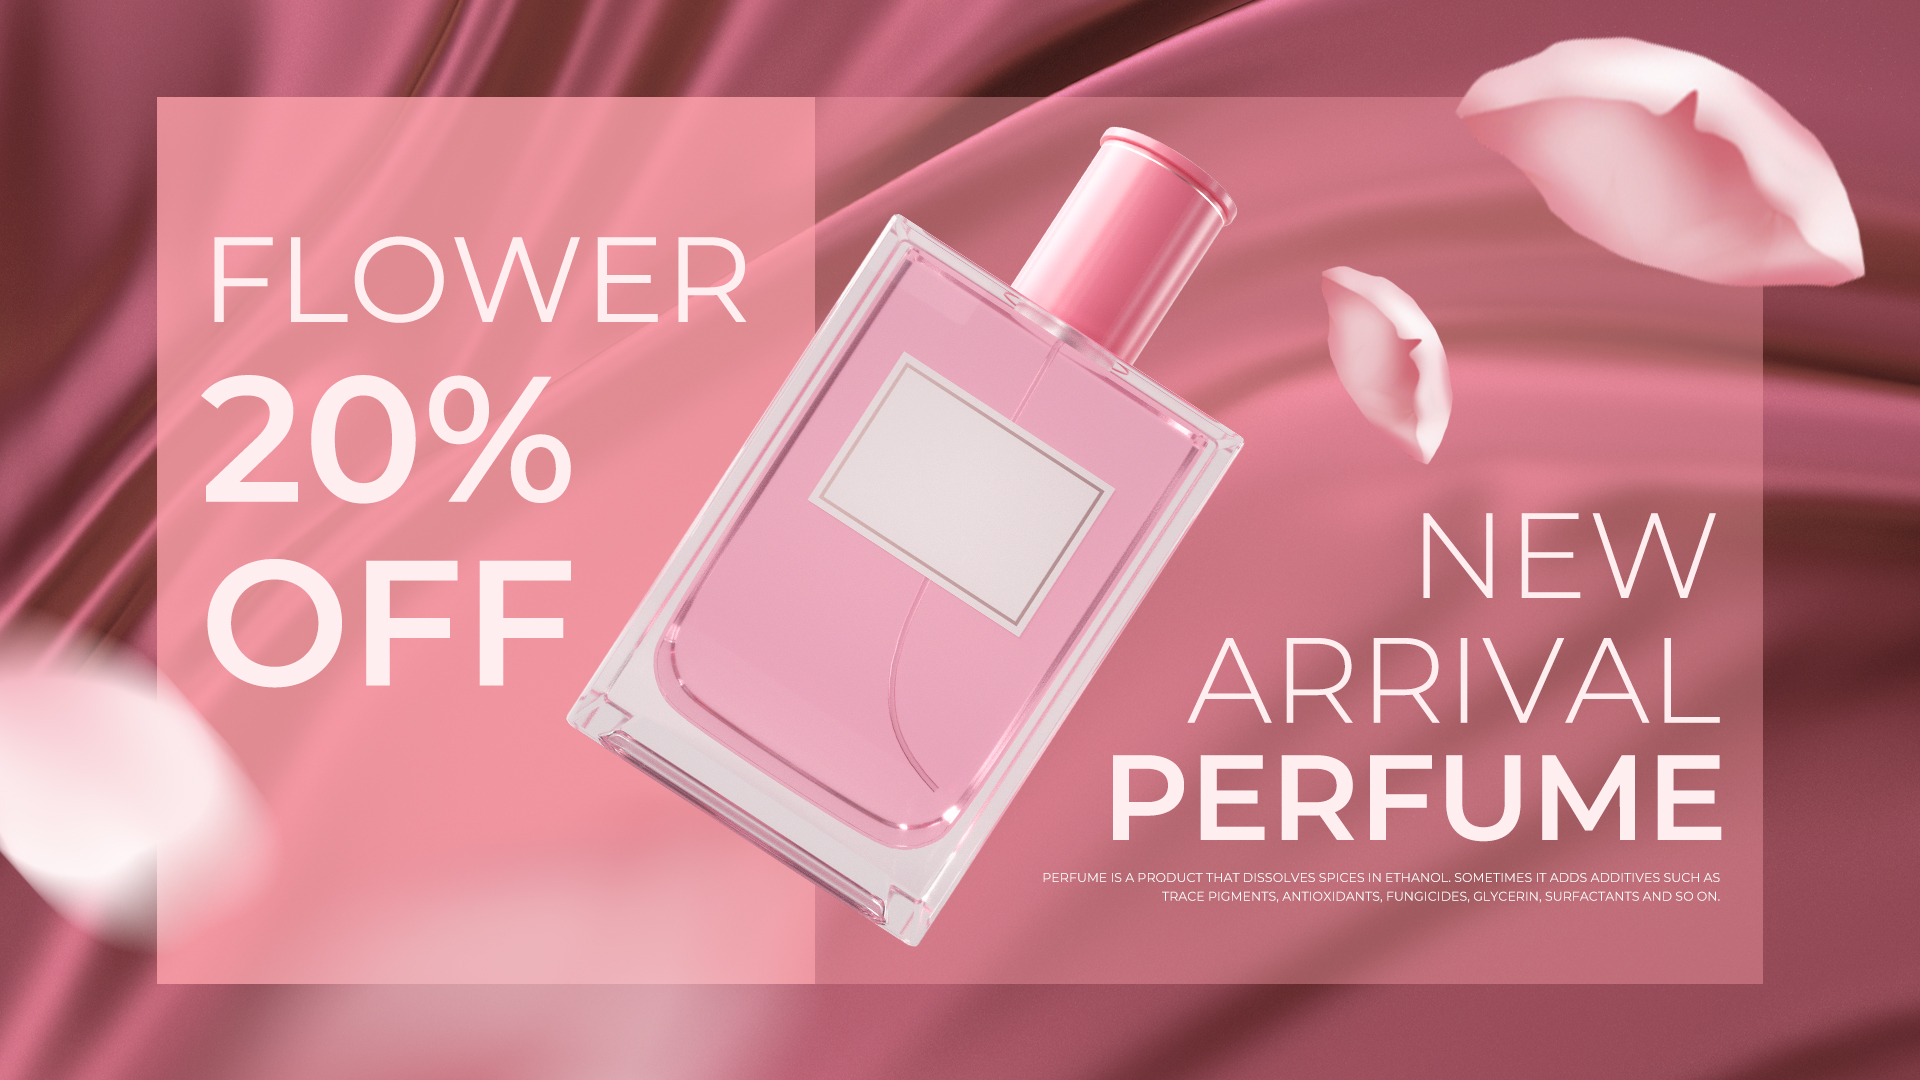 FLOWER
20%
OFF
NEW
ARRIVAL
PERFUME
PERFUME IS A PRODUCT THAT DISSOLVES SPICES IN ETHANOL. SOMETIMES IT ADDS ADDITIVES SUCH AS
TRACE PIGMENTS, ANTIOXIDANTS, FUNGICIDES, GLYCERIN, SURFACTANTS AND SO ON.